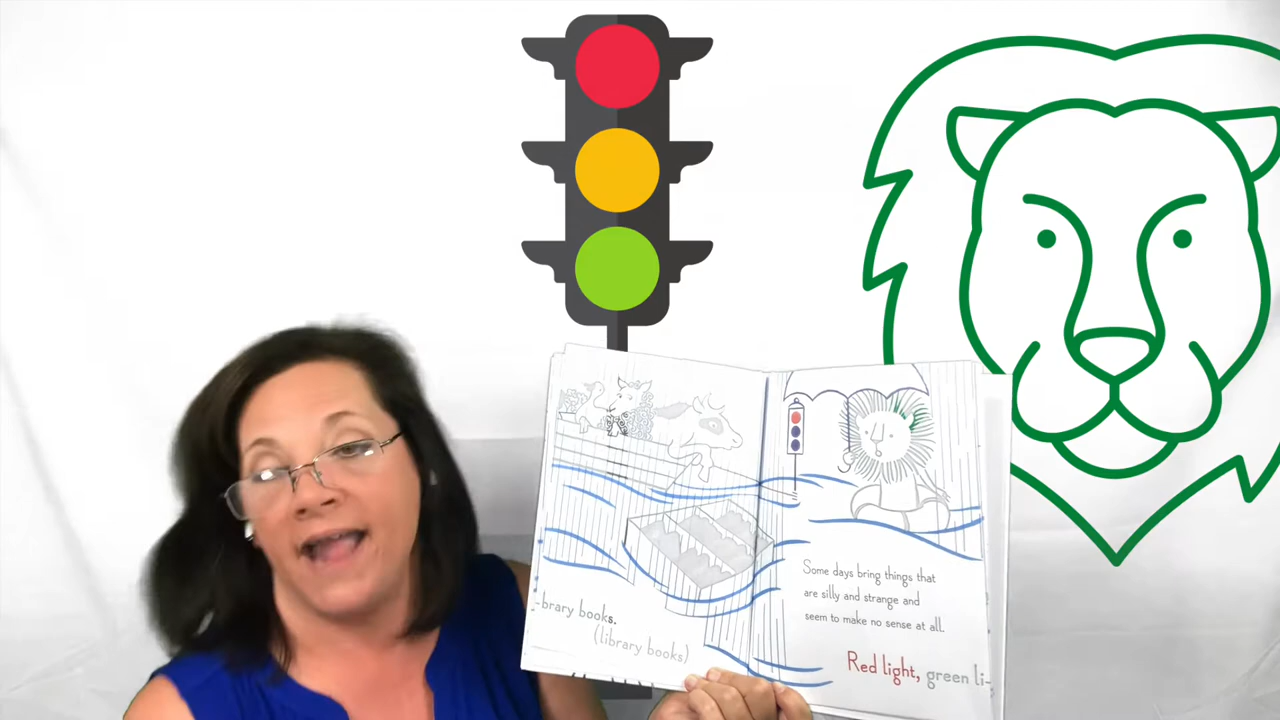 -brary books.
(library books)
Some days bring things that
are silly and strange and
seem to make no sense at all.
Red light, green li-